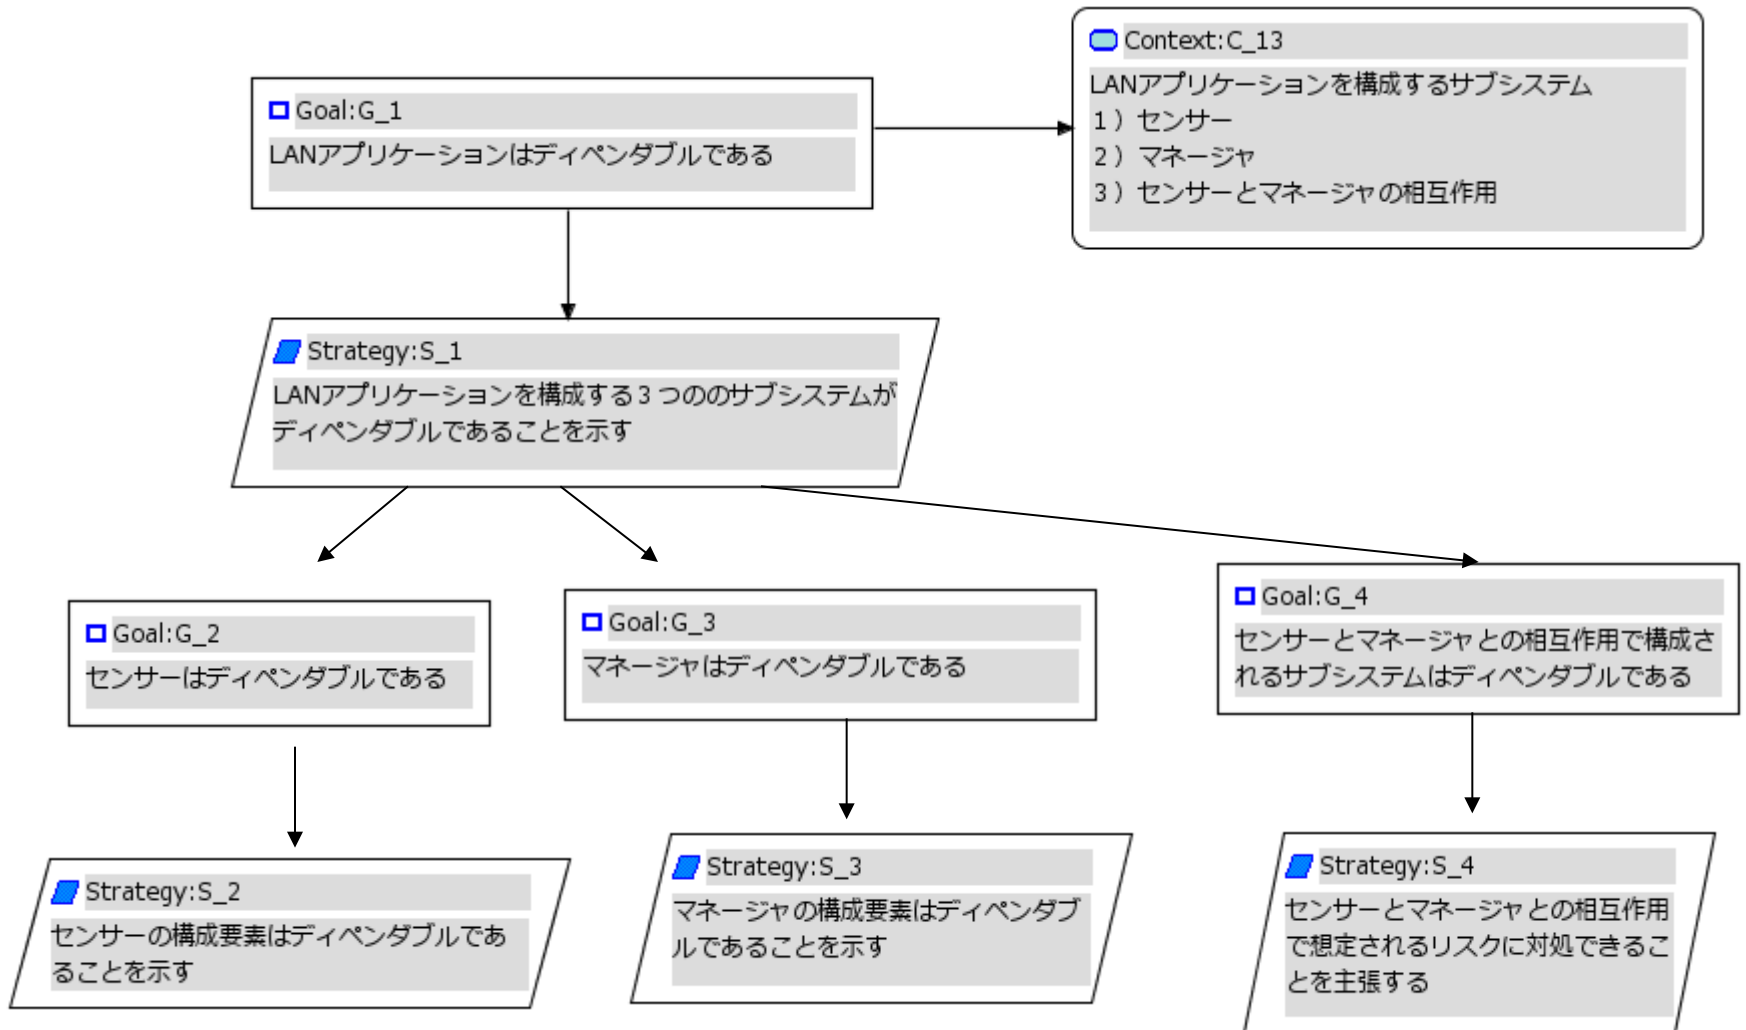 Goal:G_1
LANアプリケーションはディペンダブルである
Context:C_13
LANアプリケーションを構成するサブシステム
1）センサー
2）マネージャ
3）センサーとマネージャの相互作用
Strategy:S_1
LANアプリケーションを構成する3つののサブシステムが
ディペンダブルであることを示す
Goal:G_2
センサーはディペンダブルである
Goal:G_3
マネージャはディペンダブルである
Goal:G_4
センサーとマネージャとの相互作用で構成さ
れるサブシステムはディペンダブルである
Strategy:S_2
センサーの構成要素はディペンダブルであ
ることを示す
Strategy:S_3
マネージャの構成要素はディペンダブ
ルであることを示す
Strategy:S_4
センサーとマネージャとの相互作用
で想定されるリスクに対処できるこ
とを主張する